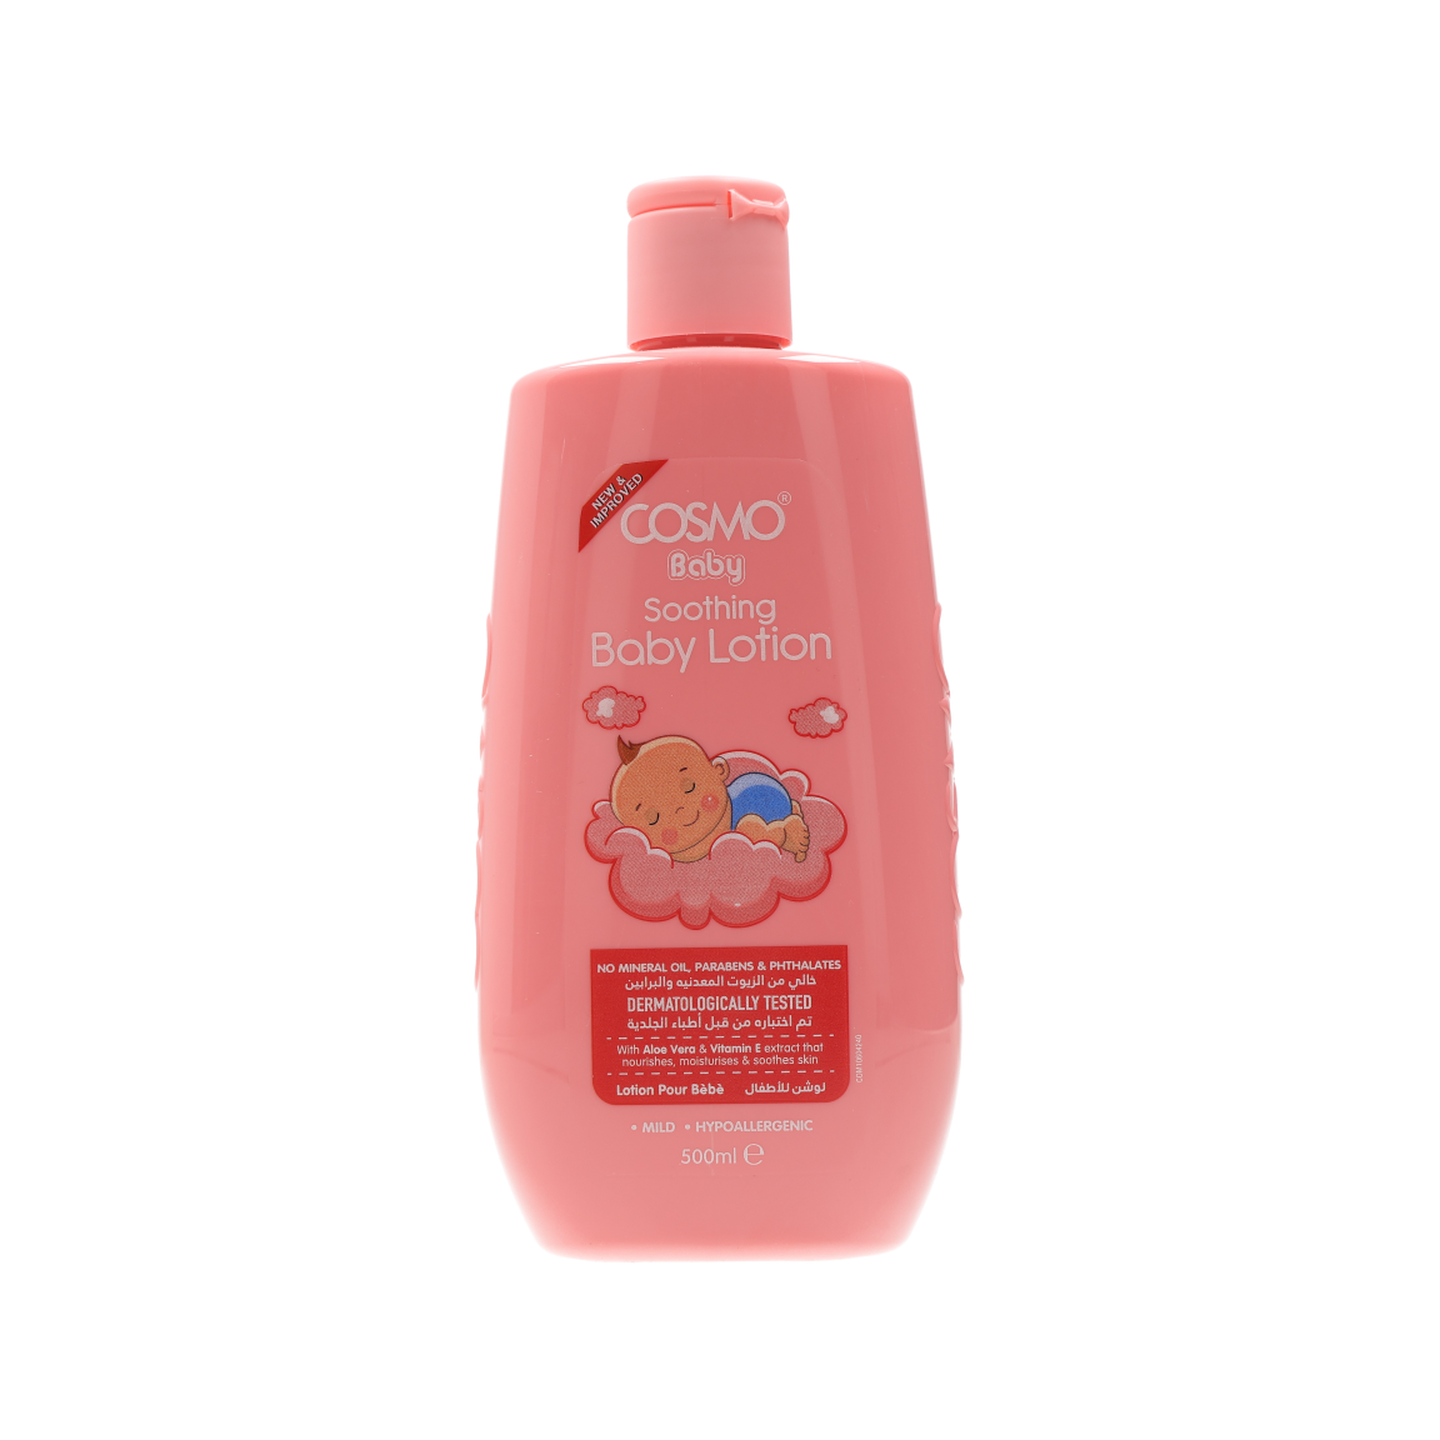 NEW &
IMPROVED
COSMO®
Baby
Soothing
Baby Lotion
NO MINERAL OIL, PARABENS & PHTHALATES
خالي من الزيوت المعدنيه والبرابين
DERMATOLOGICALLY TESTED
تم اختباره من قبل أطباء الجلدية
With Aloe Vera & Vitamin E extract that
nourishes, moisturises & soothes skin
Lotion Pour Bèbè لوشن للأطفال
• MILD • HYPOALLERGENIC
500ml ℮